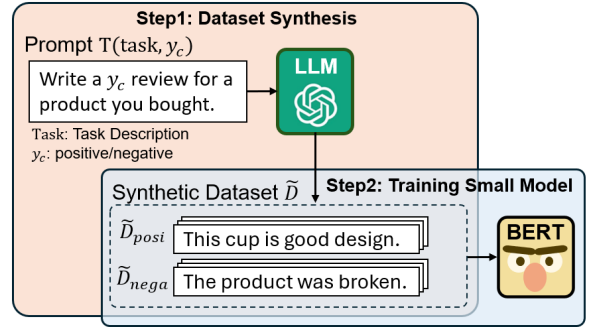 Step1: Dataset Synthesis
Prompt T(task, y_c)
Write a y_c review for a
product you bought.
LLM
Task: Task Description
y_c: positive/negative
Step2: Training Small Model
Synthetic Dataset D̃
D̃_posi
This cup is good design.
D̃_nega
The product was broken.
BERT